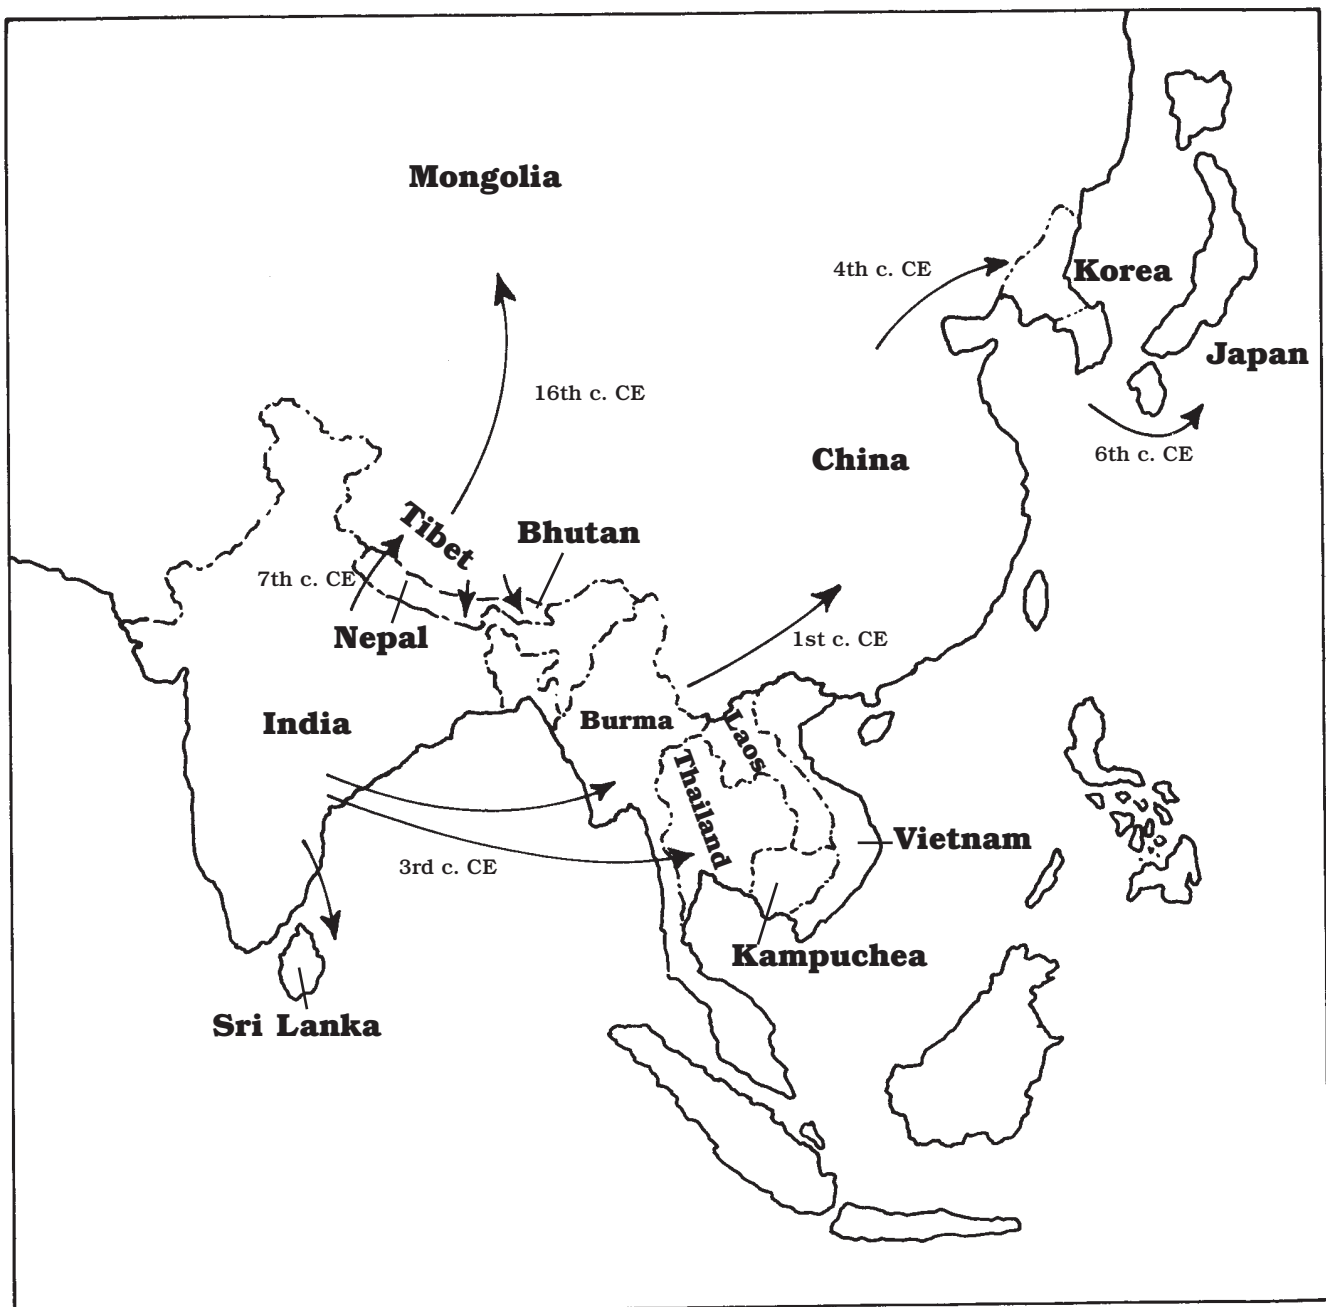 Mongolia
4th c. CE
Korea
Japan
16th c. CE
6th c. CE
China
Tibet
Bhutan
7th c. CE
Nepal
1st c. CE
India
Burma
Laos
Thailand
Vietnam
3rd c. CE
Kampuchea
Sri Lanka